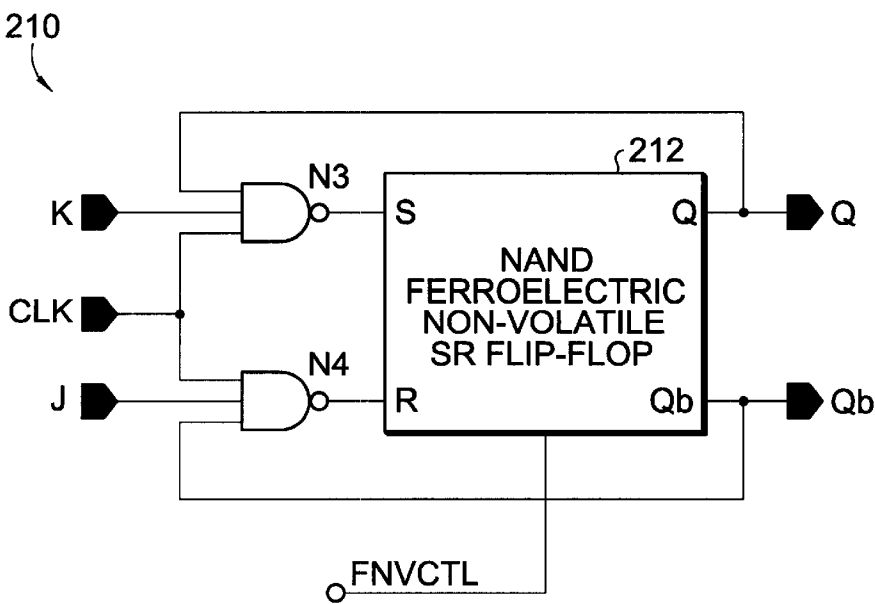 210
212
N3
K
S
Q
Q
NAND
FERROELECTRIC
NON-VOLATILE
SR FLIP-FLOP
CLK
N4
J
R
Qb
Qb
FNVCTL